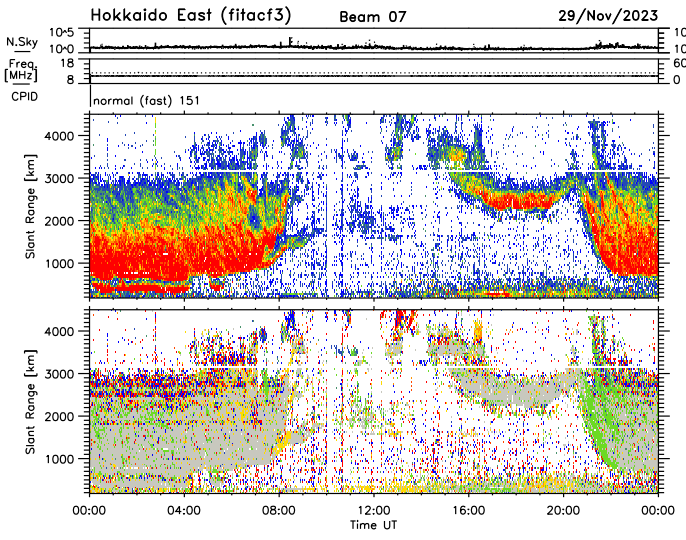 Hokkaido East (fitacf3) Beam 07 29/Nov/2023
N.Sky 10^5 10^0
Freq. [MHz] 18 8 60 0
CPID normal (fast) 151
Slant Range [km] 4000 3000 2000 1000
Slant Range [km] 4000 3000 2000 1000
00:00 04:00 08:00 12:00 16:00 20:00 00:00
Time UT